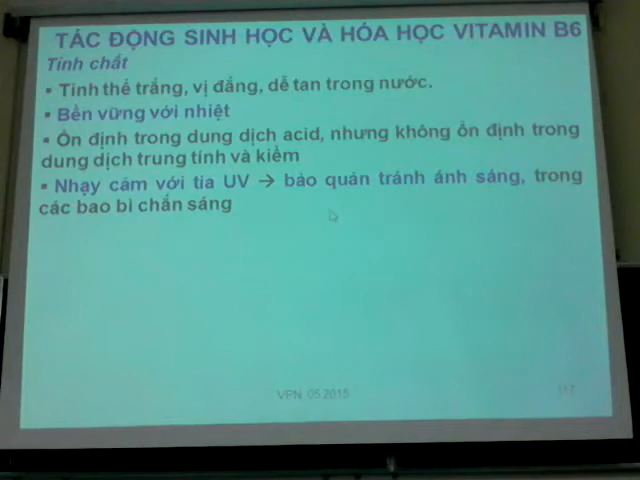 TÁC ĐỘNG SINH HỌC VÀ HÓA HỌC VITAMIN B6
Tính chất
▪ Tinh thể trắng, vị đắng, dễ tan trong nước.
▪ Bền vững với nhiệt
▪ Ổn định trong dung dịch acid, nhưng không ổn định trong
dung dịch trung tính và kiềm
▪ Nhạy cảm với tia UV → bảo quản tránh ánh sáng, trong
các bao bì chắn sáng
VPN 05.2015